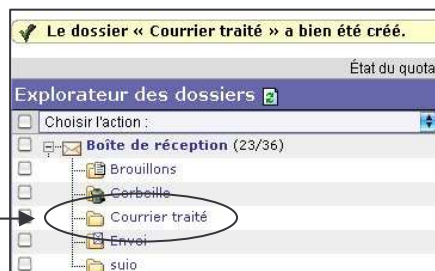 Le dossier « Courrier traité » a bien été créé.
État du quota
Explorateur des dossiers
Choisir l'action :
Boîte de réception (23/36)
Brouillons
Corbeille
Courrier traité
Envoi
suio